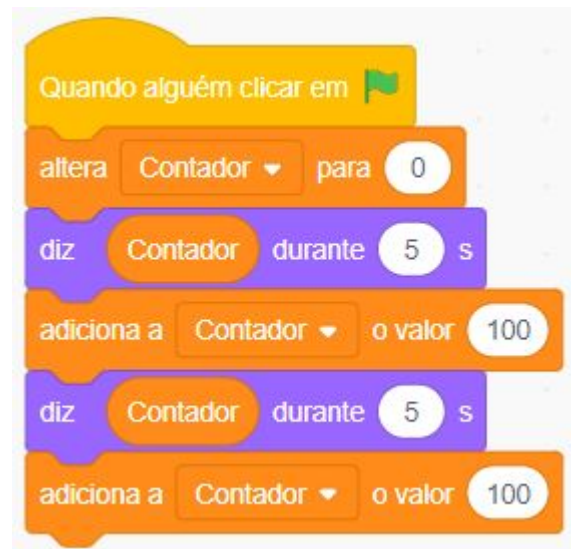 Quando alguém clicar em
altera Contador para 0
diz Contador durante 5 s
adiciona a Contador o valor 100
diz Contador durante 5 s
adiciona a Contador o valor 100